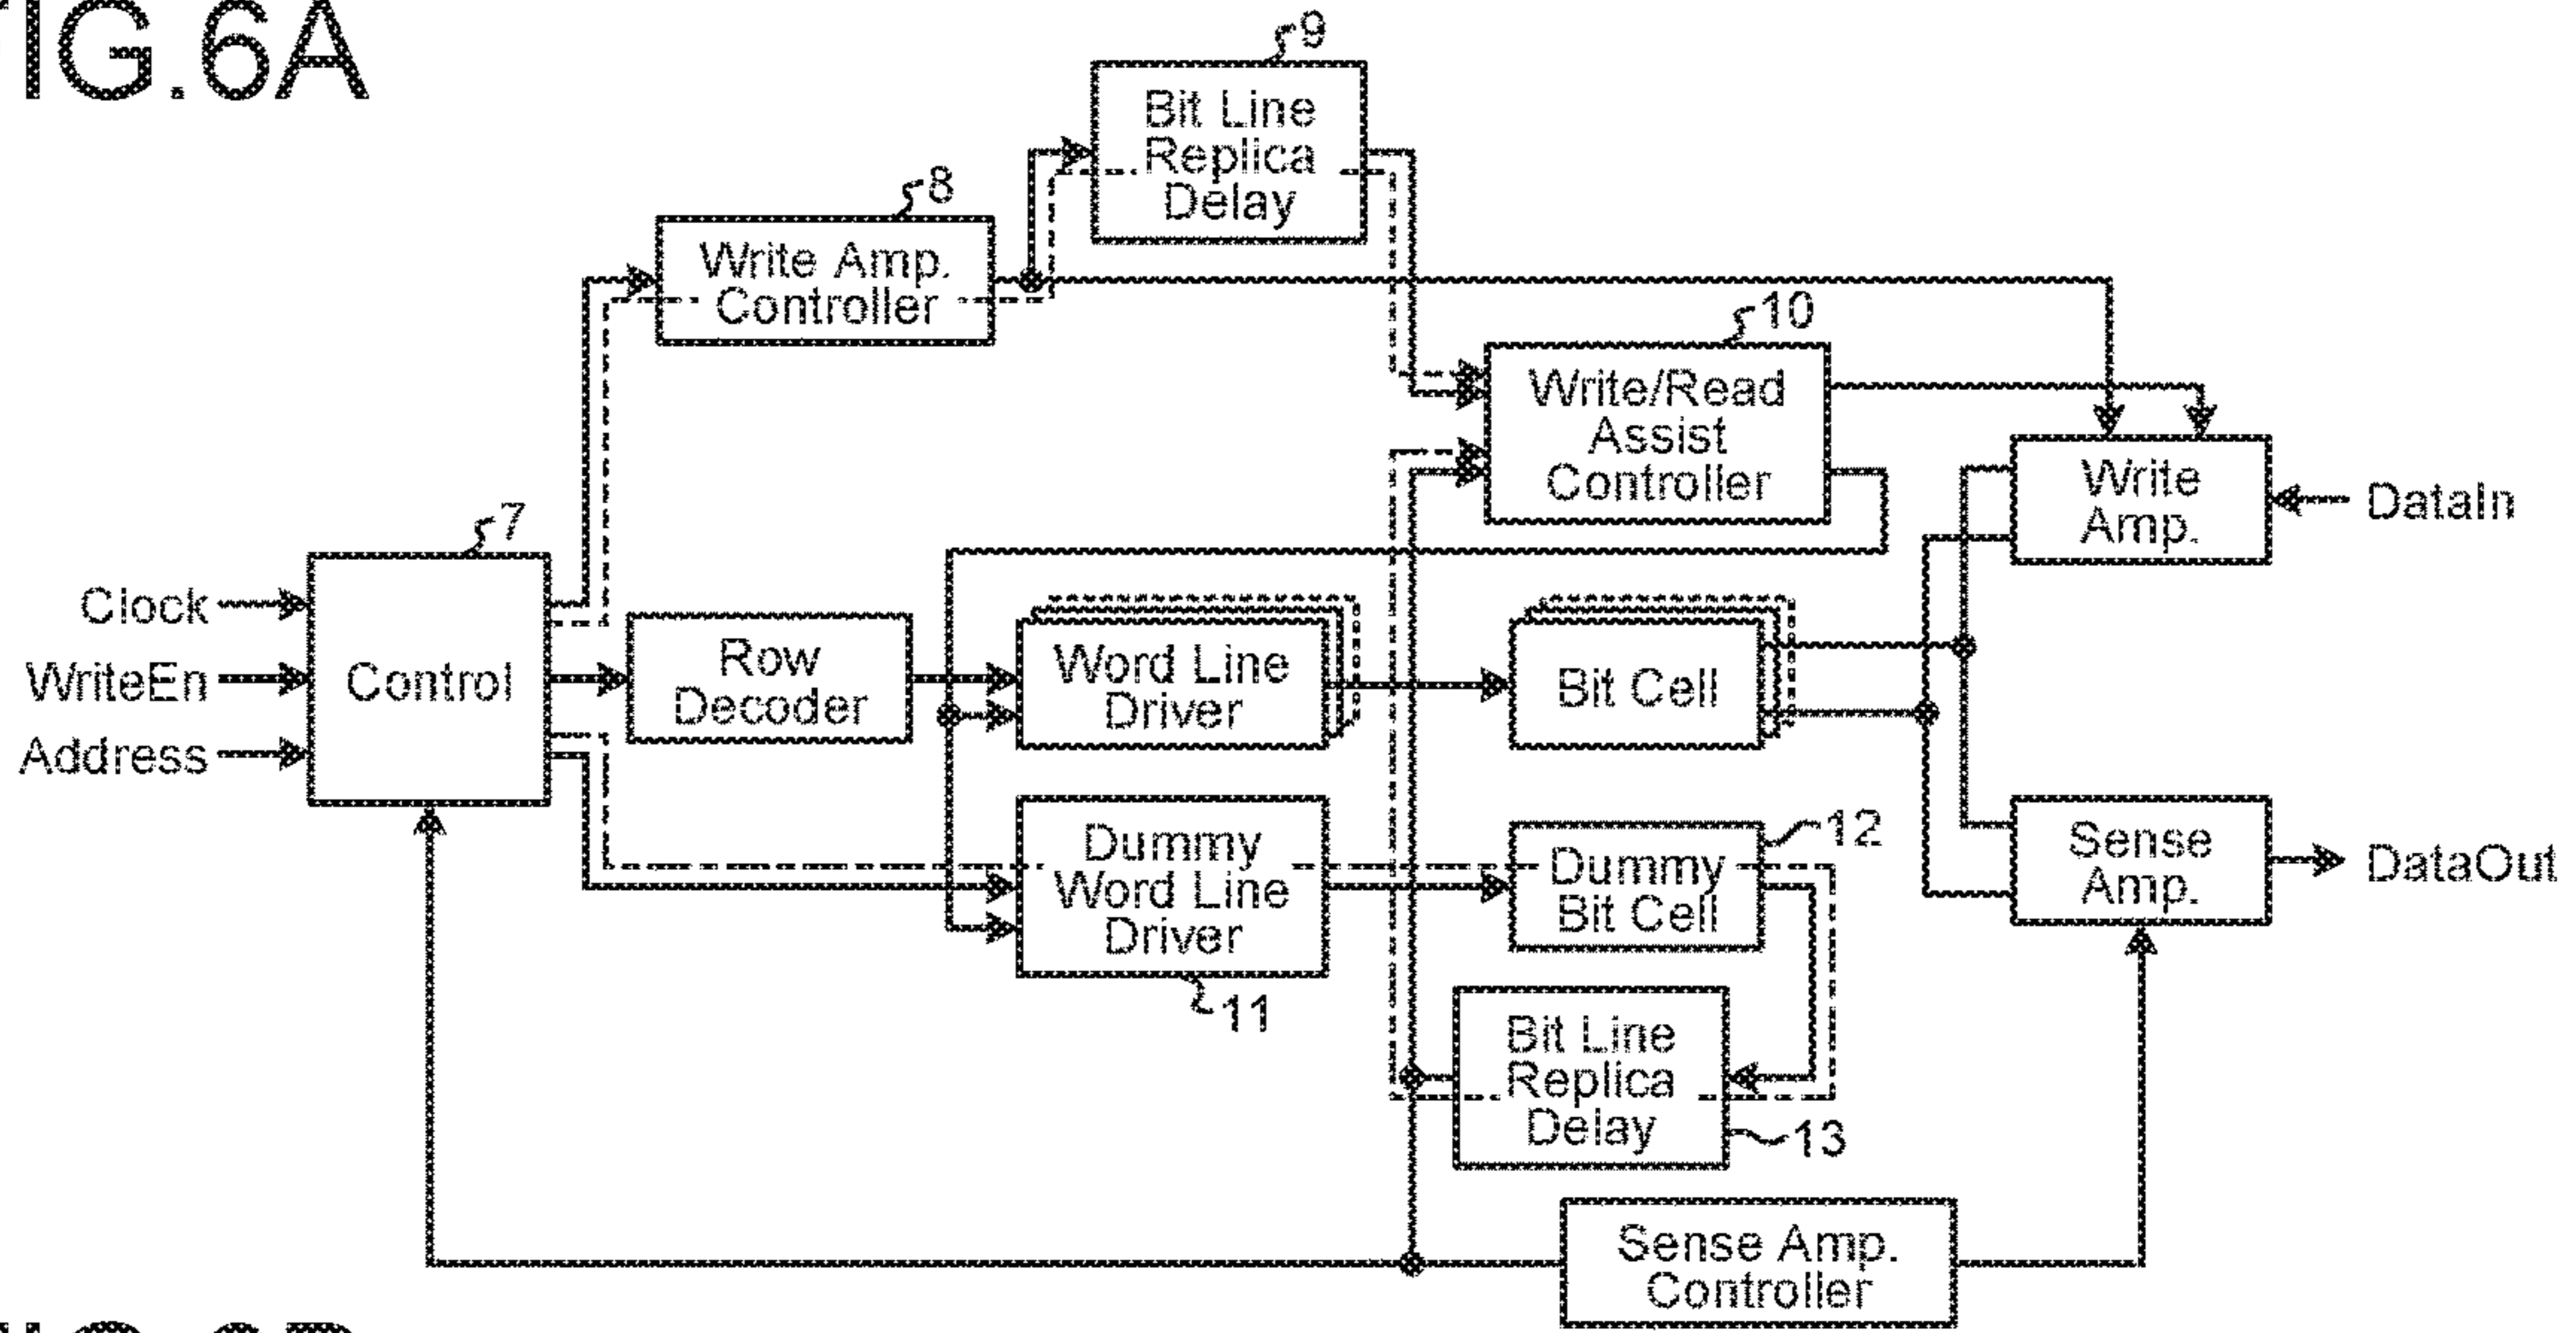 FIG.6A
9
Bit Line
Replica
Delay
8
Write Amp.
Controller
10
Write/Read
Assist
Controller
Write
Amp.
DataIn
7
Clock
WriteEn
Address
Control
Row
Decoder
Word Line
Driver
Bit Cell
Dummy
Word Line
Driver
11
12
Dummy
Bit Cell
Sense
Amp.
DataOut
Bit Line
Replica
Delay
13
Sense Amp.
Controller